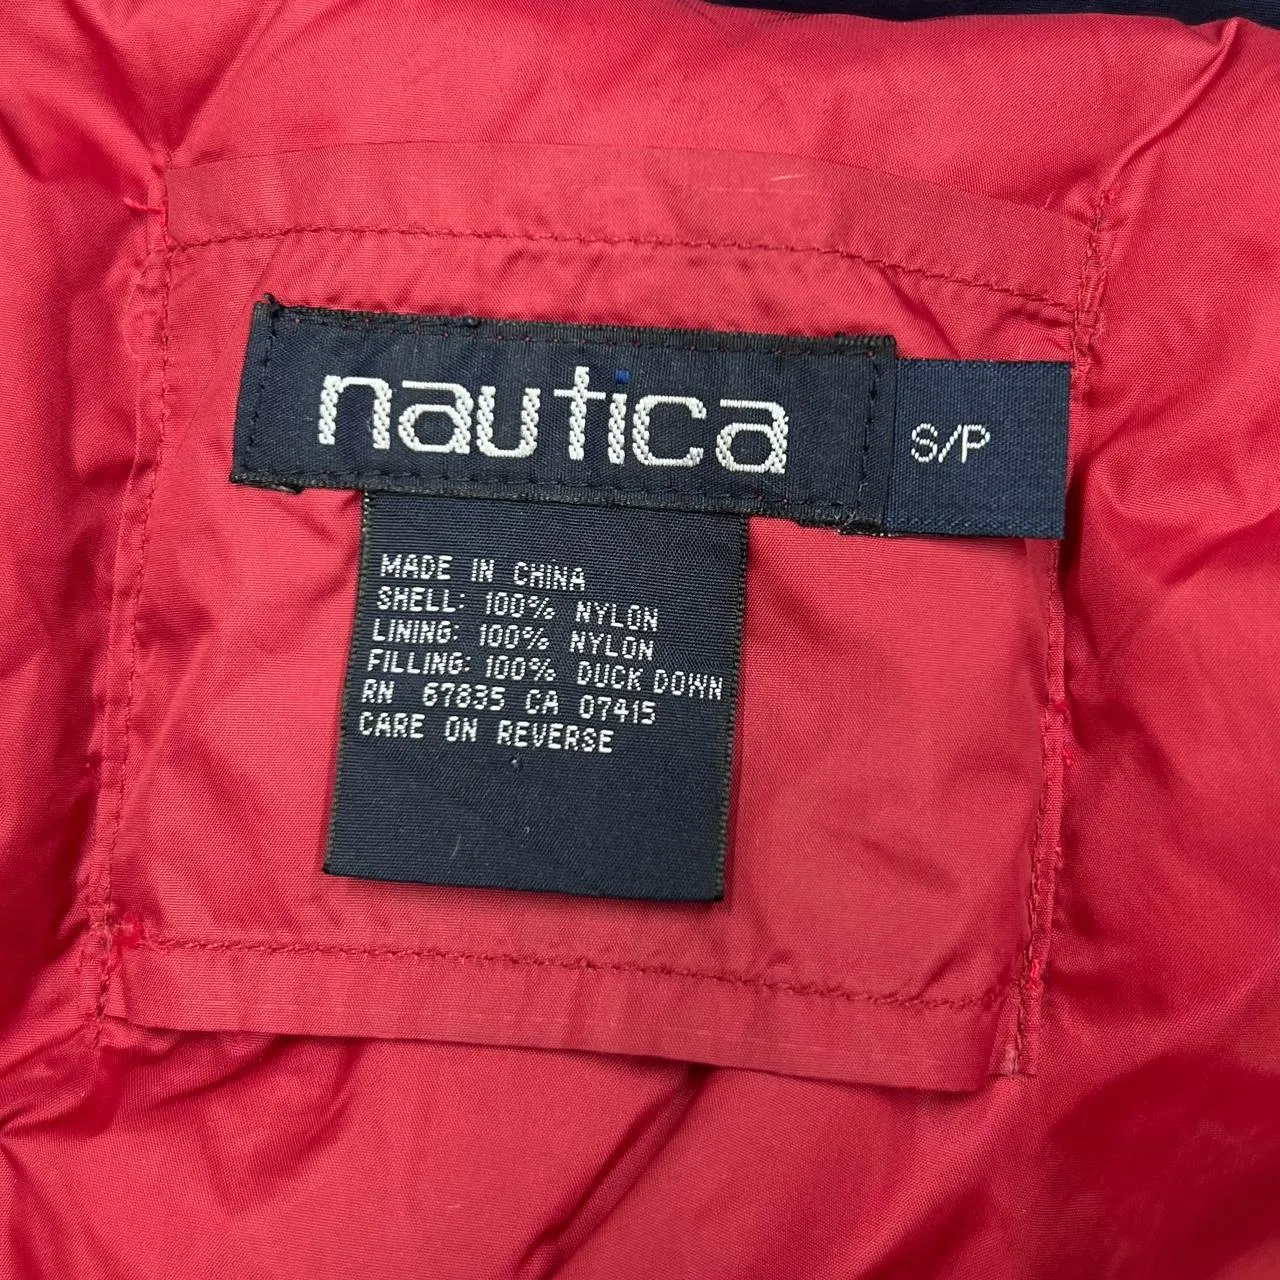 nautica
S/P
MADE IN CHINA
SHELL: 100% NYLON
LINING: 100% NYLON
FILLING: 100% DUCK DOWN
RN 67835 CA 07415
CARE ON REVERSE